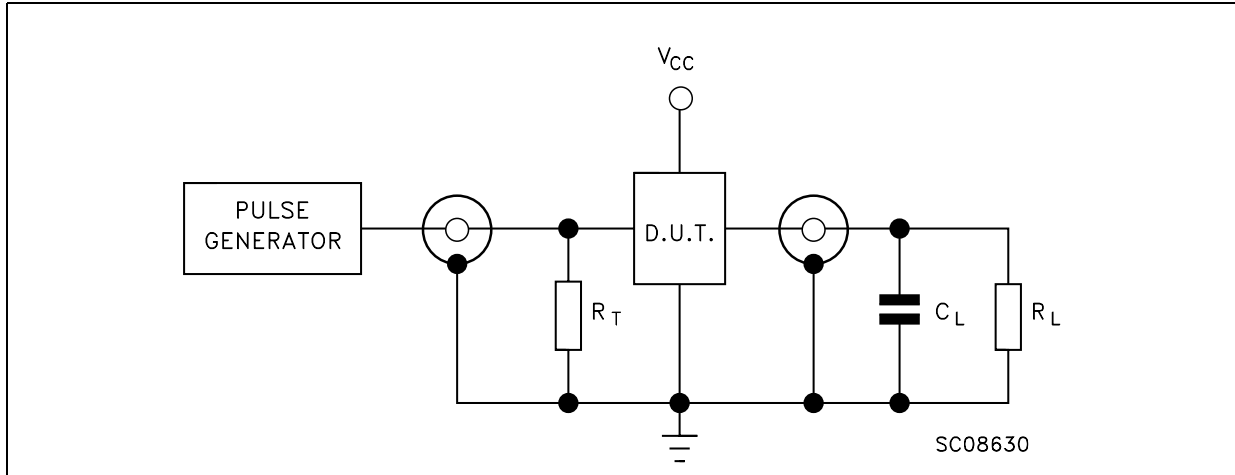 VCC
PULSE
GENERATOR
D.U.T.
RT
CL
RL
SC08630